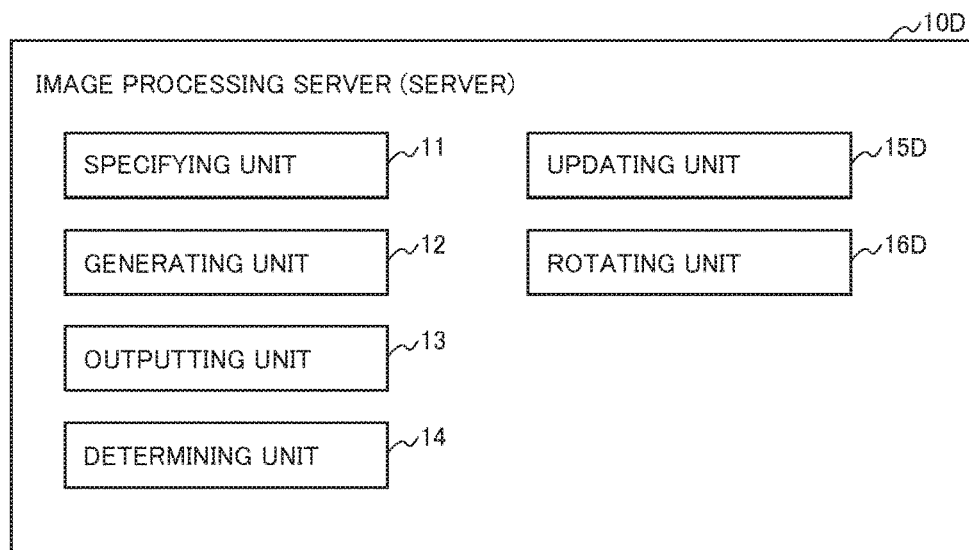 10D
IMAGE PROCESSING SERVER (SERVER)
SPECIFYING UNIT
11
GENERATING UNIT
12
OUTPUTTING UNIT
13
DETERMINING UNIT
14
UPDATING UNIT
15D
ROTATING UNIT
16D